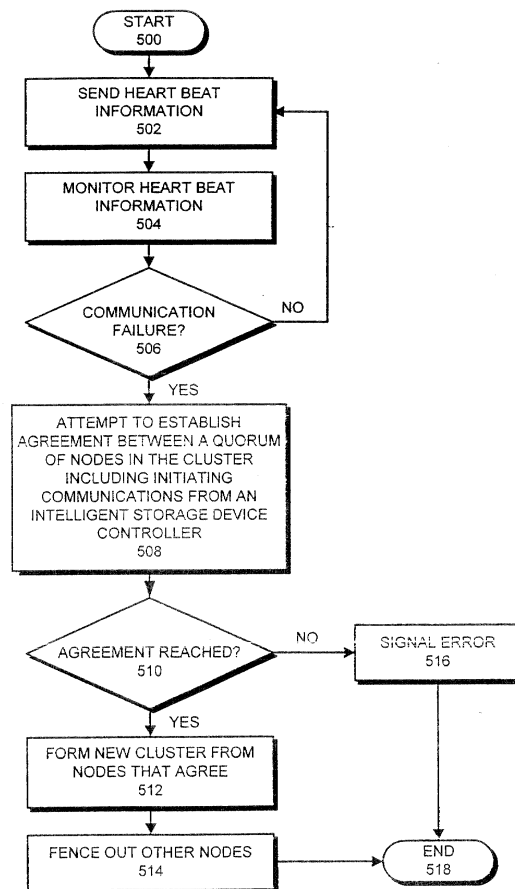 START
500
SEND HEART BEAT
INFORMATION
502
MONITOR HEART BEAT
INFORMATION
504
COMMUNICATION
FAILURE?
506
NO
YES
ATTEMPT TO ESTABLISH
AGREEMENT BETWEEN A QUORUM
OF NODES IN THE CLUSTER
INCLUDING INITIATING
COMMUNICATIONS FROM AN
INTELLIGENT STORAGE DEVICE
CONTROLLER
508
AGREEMENT REACHED?
510
NO
SIGNAL ERROR
516
YES
FORM NEW CLUSTER FROM
NODES THAT AGREE
512
FENCE OUT OTHER NODES
514
END
518